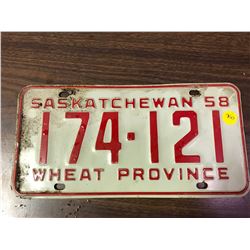 SASKATCHEWAN 58
174-121
WHEAT PROVINCE